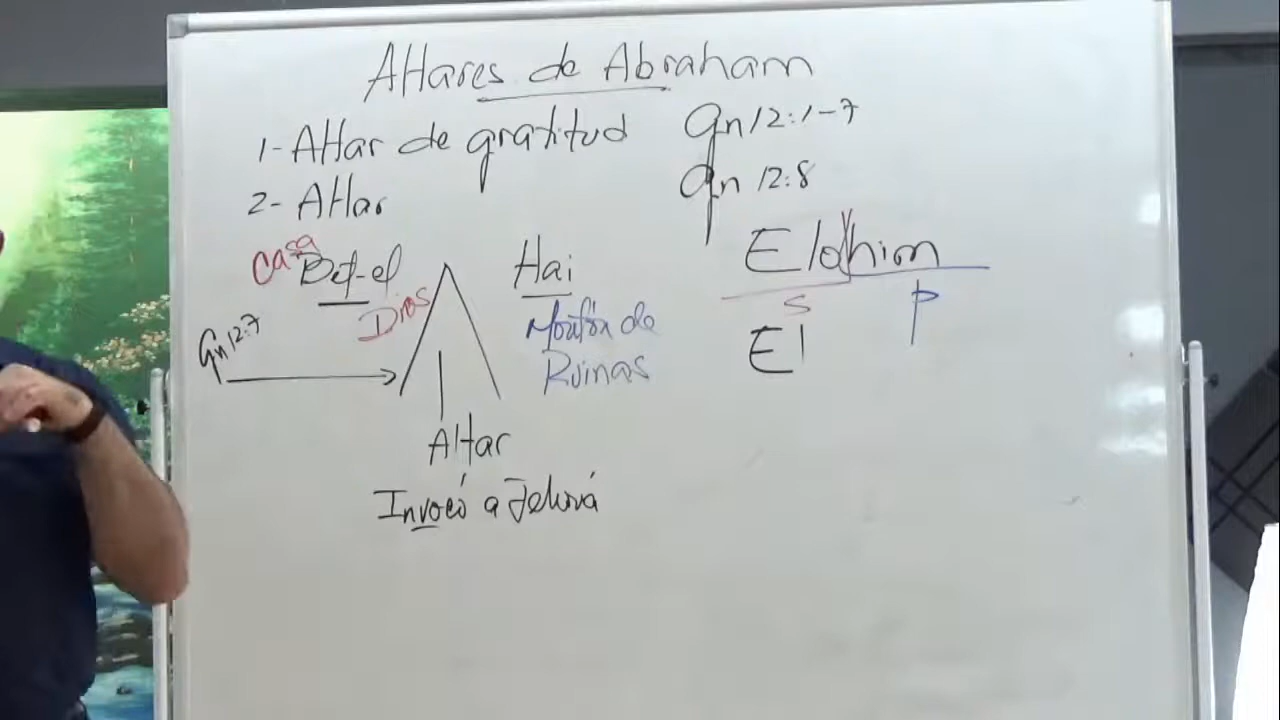 Altares de Abraham
1- Altar de gratitud Gn 12:1-7
2- Altar Gn 12:8
Casa
Bet-el
Dios
Hai
Montón de
Ruinas
Elohim
s p
El
Gn 12:7
Altar
Invocó a Jehová